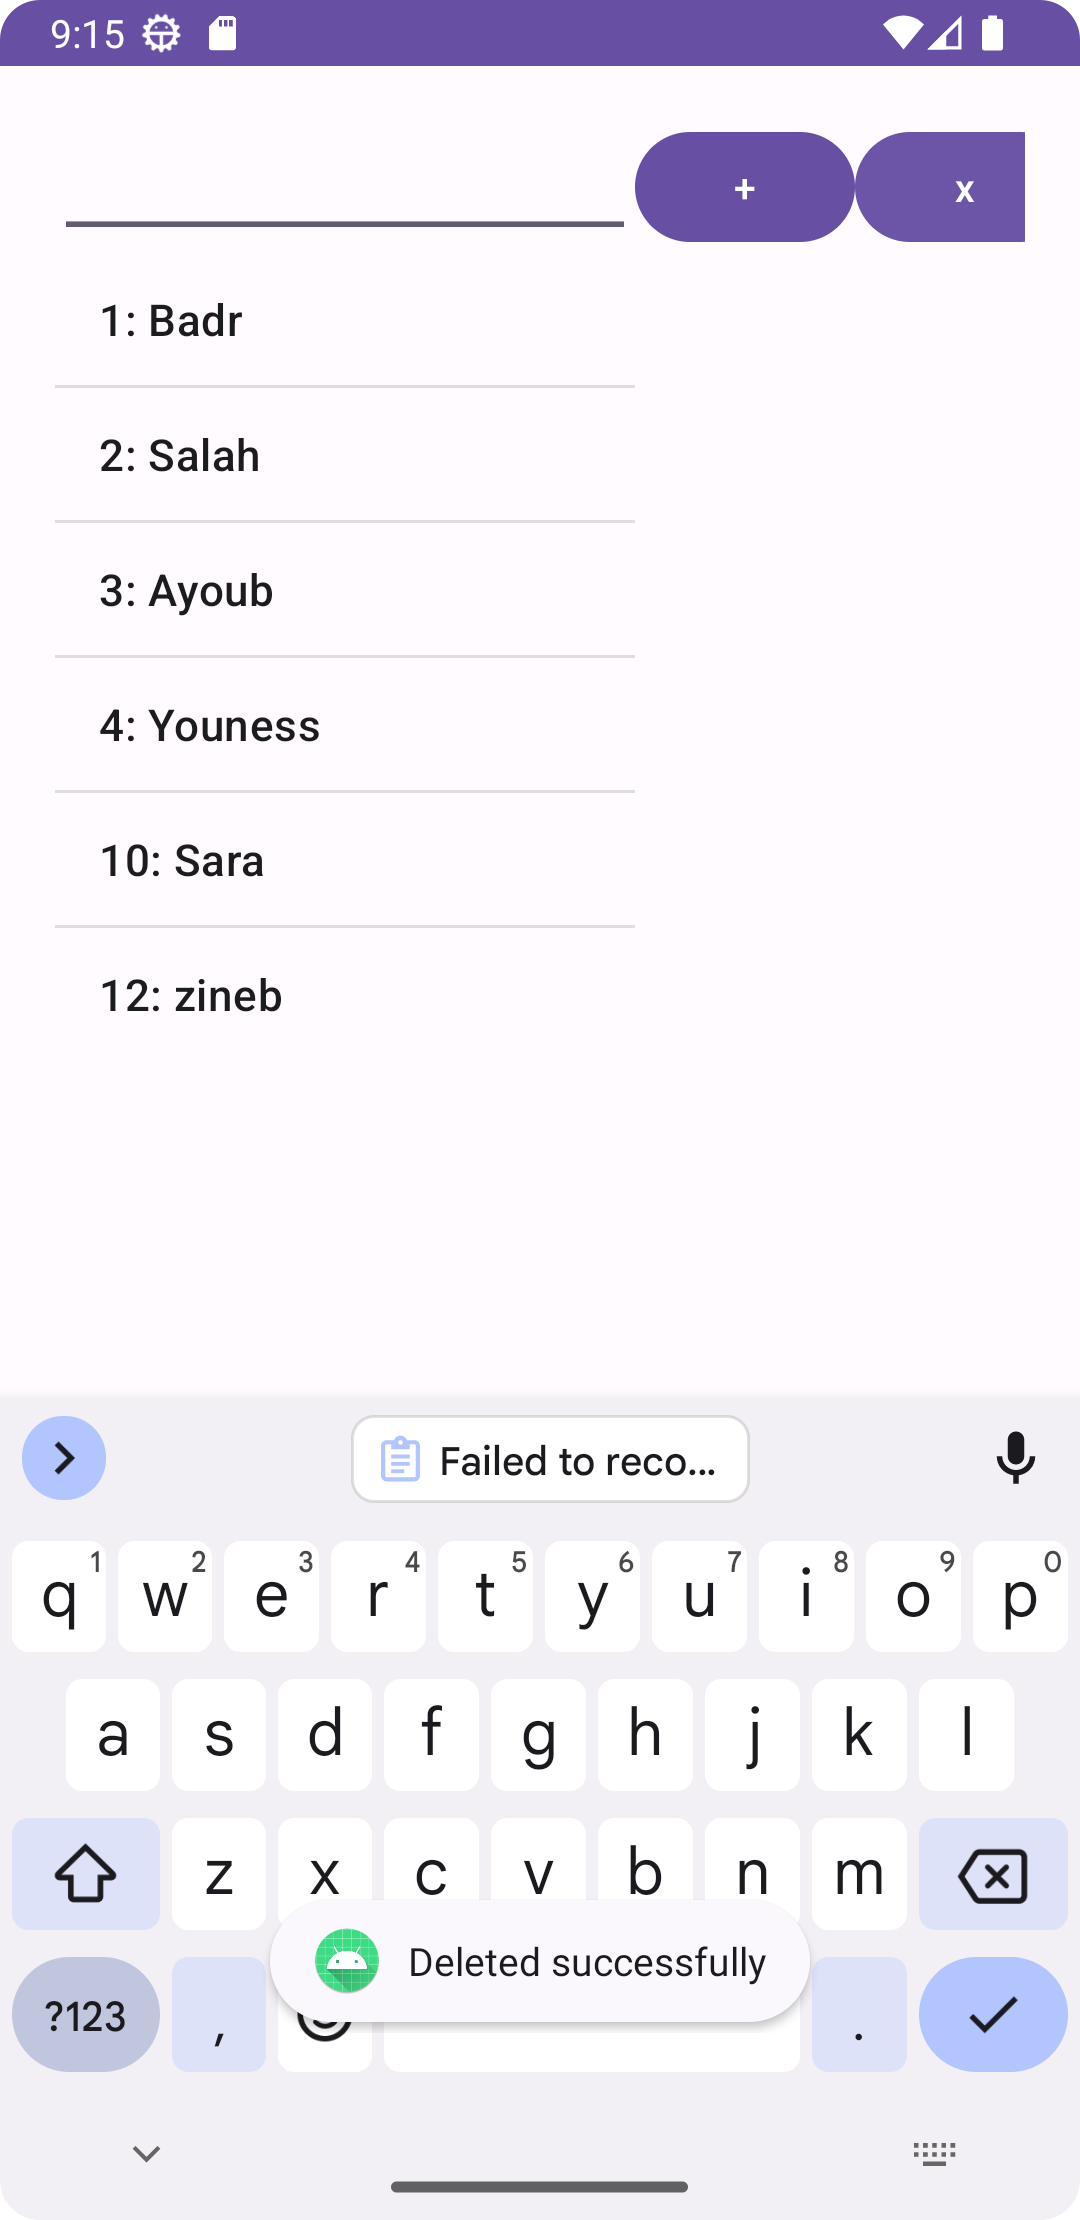 9:15
+ x
1: Badr
2: Salah
3: Ayoub
4: Youness
10: Sara
12: zineb
Failed to reco...
q 1 w 2 e 3 r 4 t 5 y 6 u 7 i 8 o 9 p 0
a s d f g h j k l
z x c v b n m
Deleted successfully
?123 , .